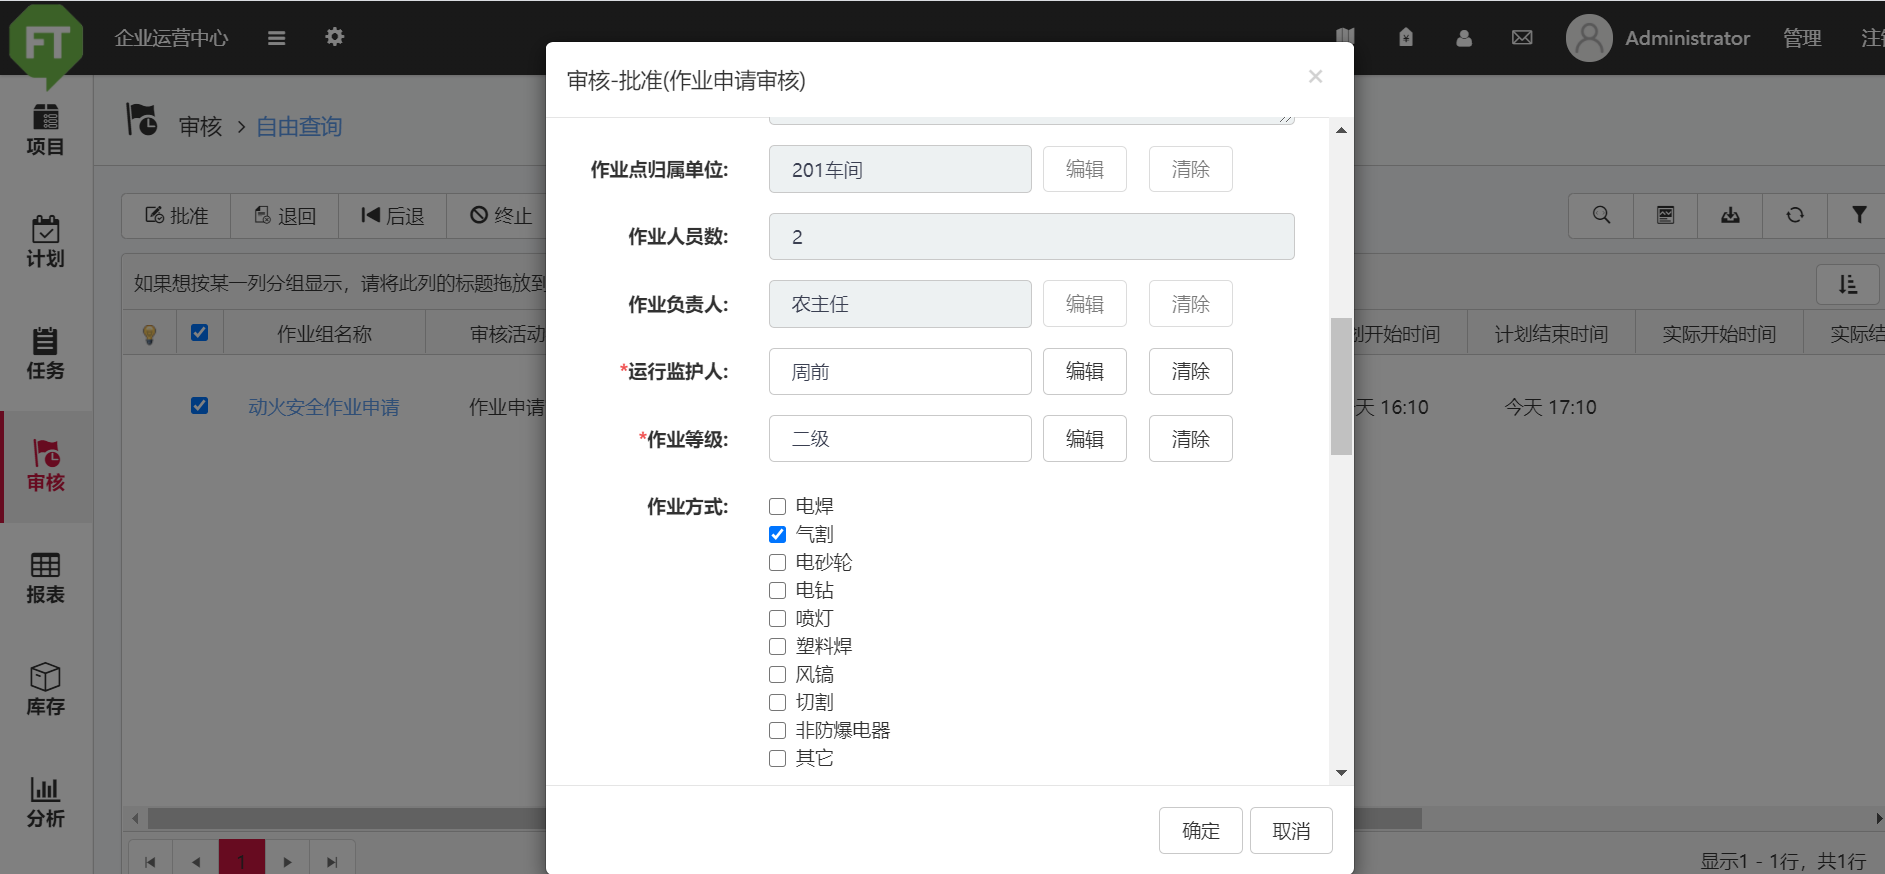 FT
企业运营中心
Administrator
管理
项目
计划
任务
审核
报表
库存
分析
审核 > 自由查询
批准
退回
后退
终止
如果想按某一列分组显示，请将此列的标题拖放到
作业组名称
审核活动
开始时间
计划结束时间
实际开始时间
实际结
动火安全作业申请
作业申请
天 16:10
今天 17:10
1
显示1 - 1行，共1行
审核-批准(作业申请审核)
×
作业点归属单位: 201车间 编辑 清除
作业人员数: 2
作业负责人: 农主任 编辑 清除
*运行监护人: 周前 编辑 清除
*作业等级: 二级 编辑 清除
作业方式: 电焊
气割
电砂轮
电钻
喷灯
塑料焊
风镐
切割
非防爆电器
其它
确定
取消